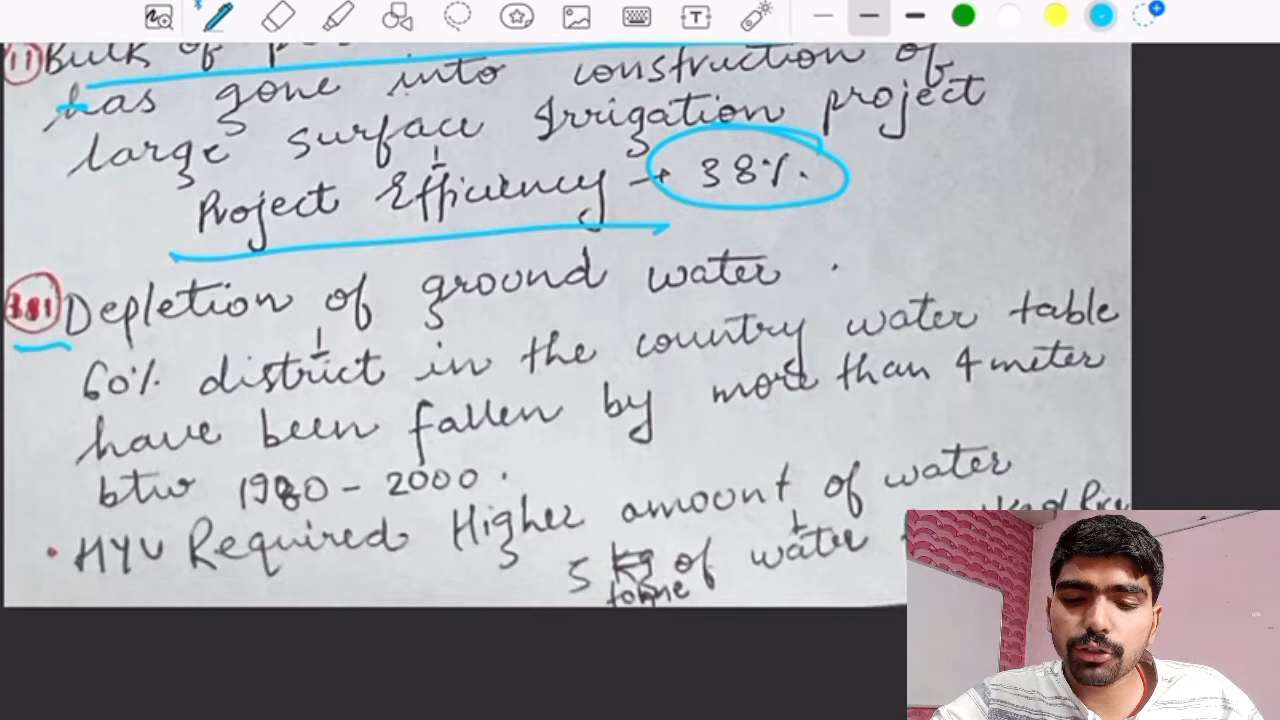 (11) Bulk of
has gone into construction of
large surface Irrigation project
Project Efficiency → 38%.
Depletion of ground water.
60% district in the country water table
have been fallen by more than 4 meter
btw 1980 - 2000.
• HYV Required Higher amount of water
5 tonne of water